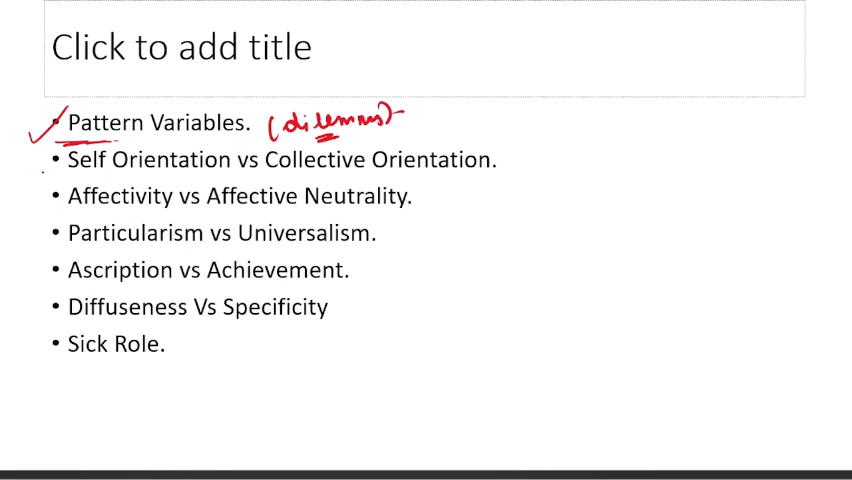 Click to add title
• Pattern Variables. (dilemmas)
• Self Orientation vs Collective Orientation.
• Affectivity vs Affective Neutrality.
• Particularism vs Universalism.
• Ascription vs Achievement.
• Diffuseness Vs Specificity
• Sick Role.